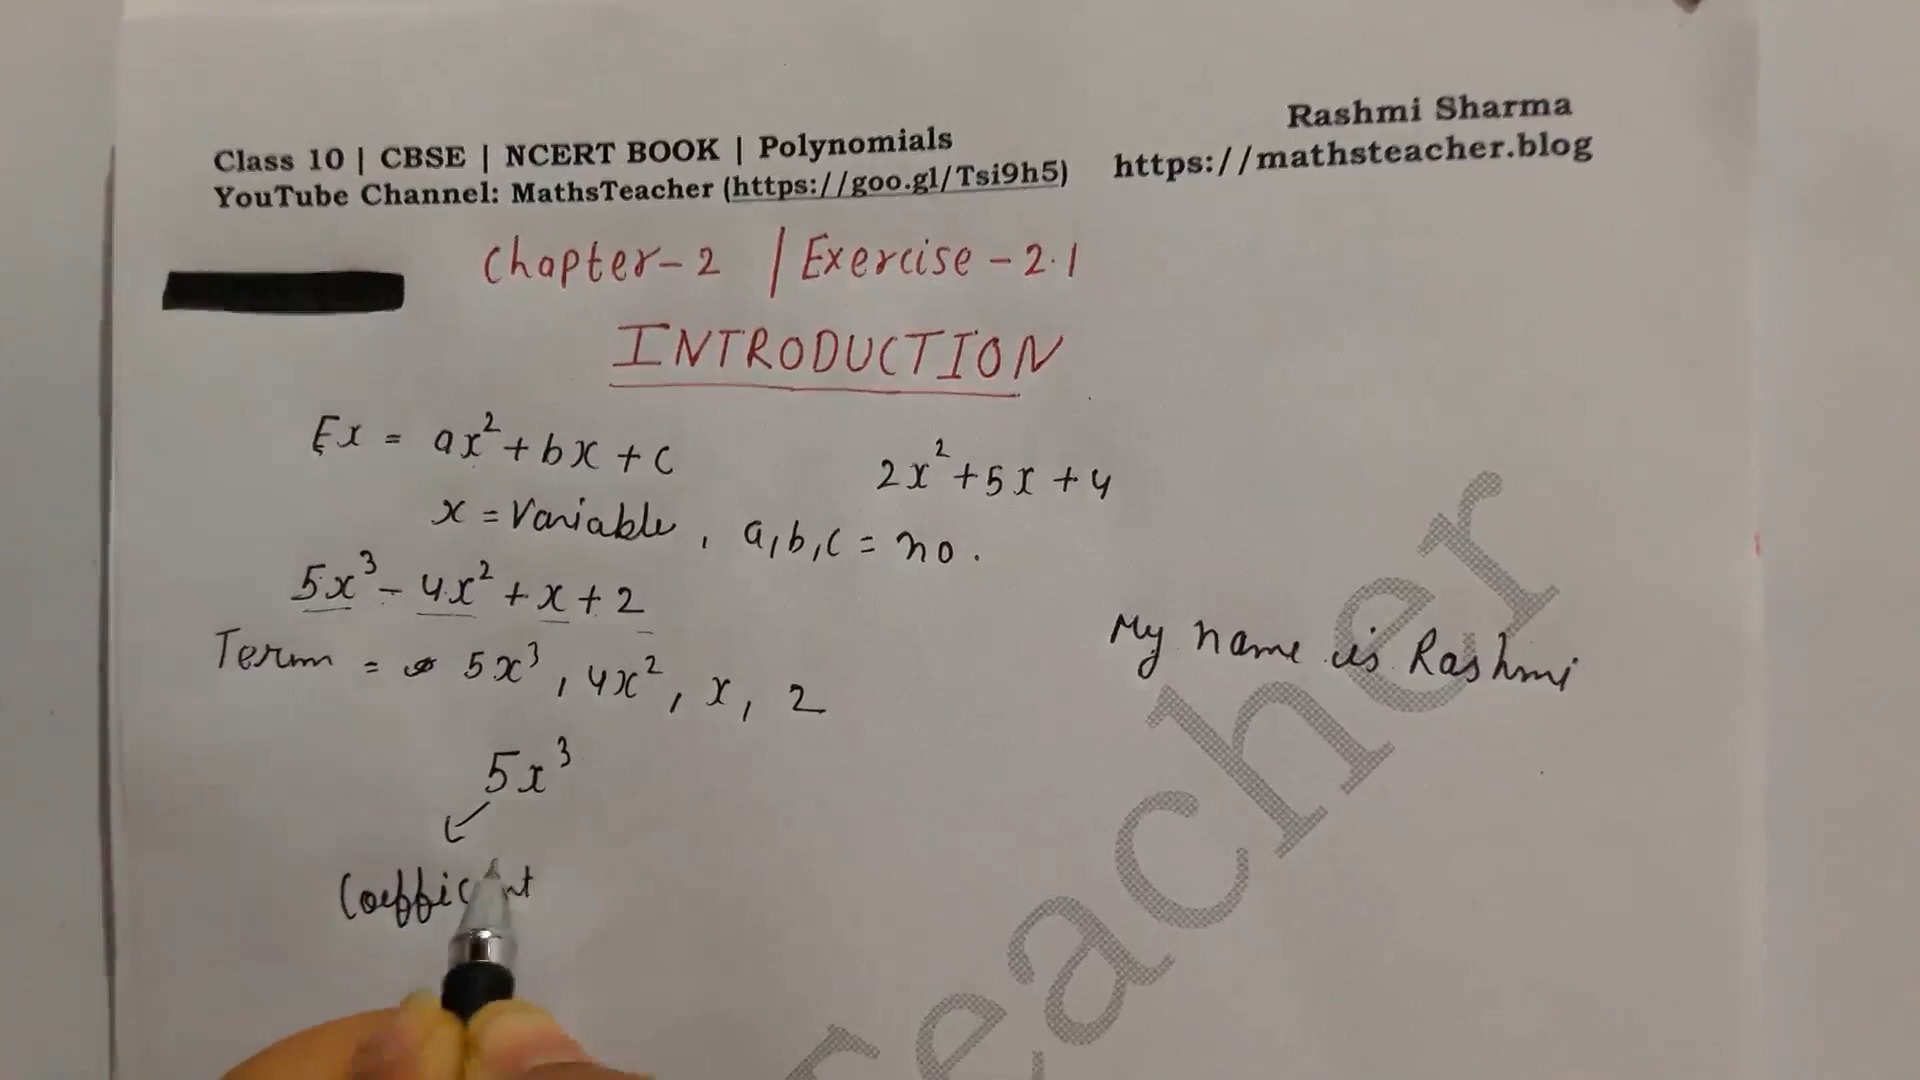 Rashmi Sharma
Class 10 | CBSE | NCERT BOOK | Polynomials
https://mathsteacher.blog
YouTube Channel: MathsTeacher (https://goo.gl/Tsi9h5)
Chapter-2 | Exercise - 2.1
INTRODUCTION
Ex = ax² + bx + c
2x² + 5x + 4
x = Variable, a, b, c = no.
5x³ - 4x² + x + 2
My name is Rashmi
Term = 5x³, 4x², x, 2
5x³
eacher